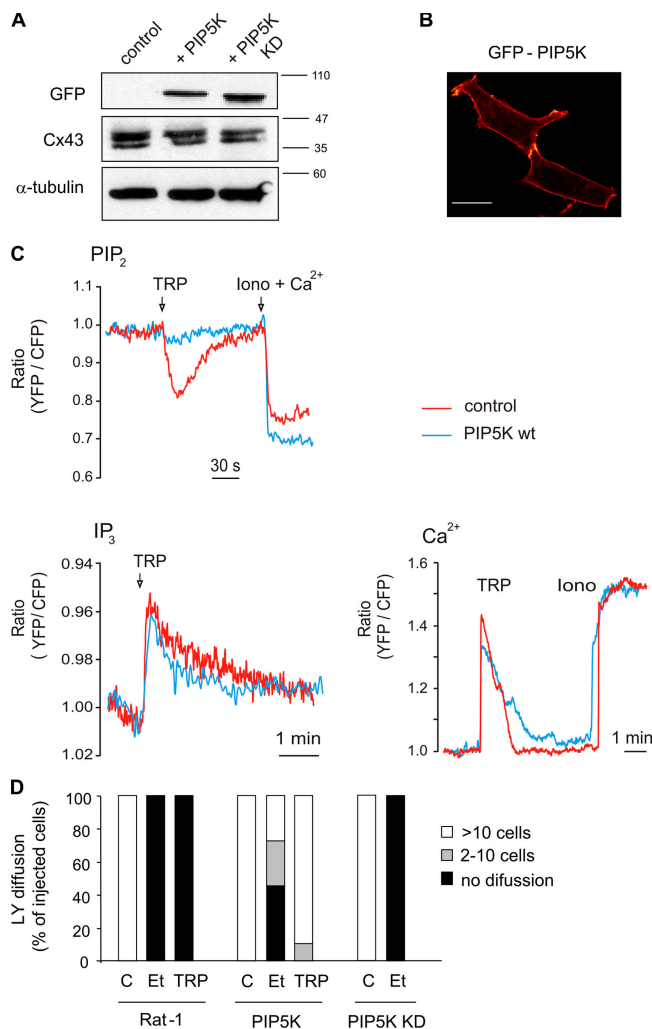 A
control
+ PIP5K
+ PIP5K
KD
GFP
Cx43
α-tubulin
110
47
35
60
B
GFP - PIP5K
C
PIP2
TRP
Iono + Ca2+
1.1
1.0
0.9
0.8
0.7
0.6
Ratio
(YFP / CFP)
30 s
control
PIP5K wt
IP3
TRP
0.94
0.96
0.98
1.00
1.02
Ratio
( YFP/ CFP)
1 min
Ca2+
TRP
Iono
1.6
1.4
1.2
1.0
Ratio
(YFP / CFP)
1 min
D
100
80
60
40
20
0
LY diffusion
(% of injected cells)
C Et TRP
C Et TRP
C Et
Rat-1
PIP5K
PIP5K KD
>10 cells
2-10 cells
no difussion